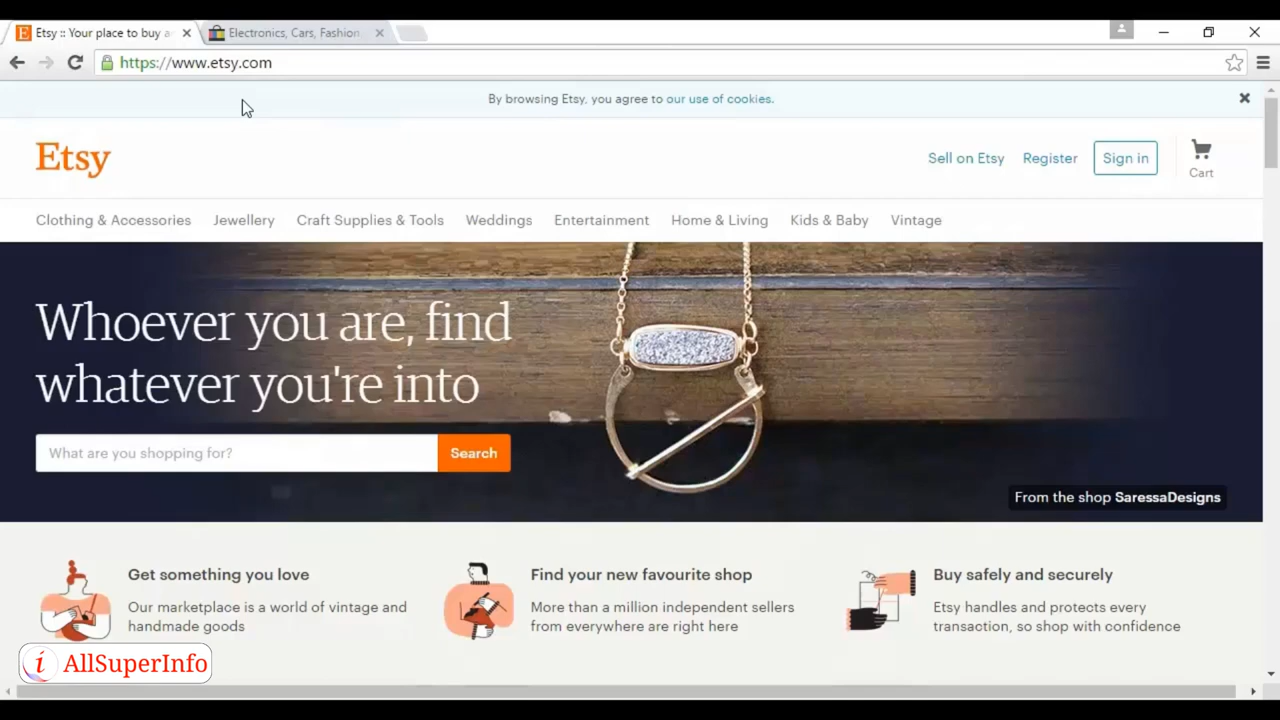 Etsy :: Your place to buy a
Electronics, Cars, Fashion,
https://www.etsy.com
By browsing Etsy, you agree to our use of cookies.
Etsy
Sell on Etsy
Register
Sign in
Cart
Clothing & Accessories
Jewellery
Craft Supplies & Tools
Weddings
Entertainment
Home & Living
Kids & Baby
Vintage
Whoever you are, find
whatever you're into
What are you shopping for?
Search
From the shop SaressaDesigns
Get something you love
Our marketplace is a world of vintage and
handmade goods
Find your new favourite shop
More than a million independent sellers
from everywhere are right here
Buy safely and securely
Etsy handles and protects every
transaction, so shop with confidence
i AllSuperInfo